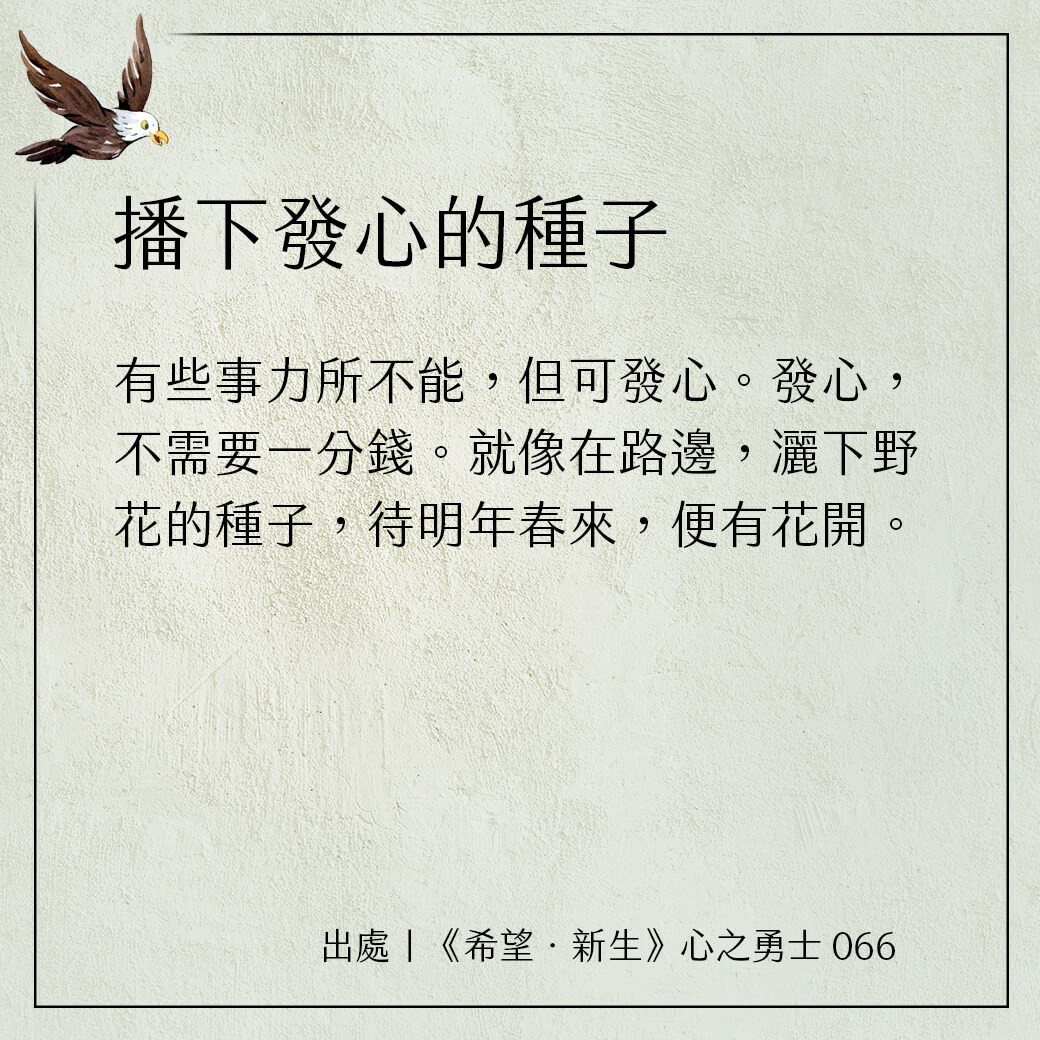 播下發心的種子
有些事力所不能，但可發心。發心，
不需要一分錢。就像在路邊，灑下野
花的種子，待明年春來，便有花開。
出處｜《希望．新生》心之勇士 066